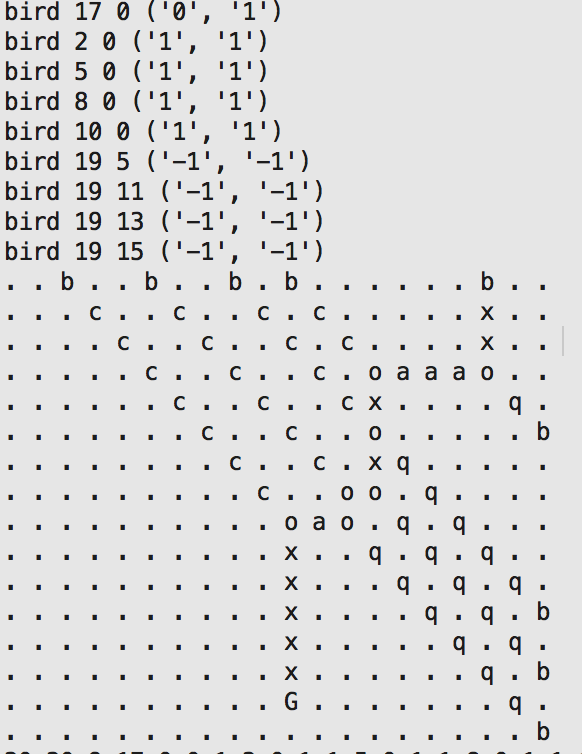 bird 17 0 ('0', '1')
bird 2 0 ('1', '1')
bird 5 0 ('1', '1')
bird 8 0 ('1', '1')
bird 10 0 ('1', '1')
bird 19 5 ('-1', '-1')
bird 19 11 ('-1', '-1')
bird 19 13 ('-1', '-1')
bird 19 15 ('-1', '-1')
. . b . . b . . b . b . . . . . . b . .
. . . c . . c . . c . c . . . . . x . .
. . . . c . . c . . c . c . . . . x . .
. . . . . c . . c . . c . o a a a o . .
. . . . . . c . . c . . c x . . . . q .
. . . . . . . c . . c . . o . . . . . b
. . . . . . . . c . . c . x q . . . . .
. . . . . . . . . c . . o o . q . . . .
. . . . . . . . . . o a o . q . q . . .
. . . . . . . . . . x . . q . q . q . .
. . . . . . . . . . x . . . q . q . q .
. . . . . . . . . . x . . . . q . q . b
. . . . . . . . . . x . . . . . q . q .
. . . . . . . . . . x . . . . . . q . b
. . . . . . . . . . G . . . . . . . q .
. . . . . . . . . . . . . . . . . . . b